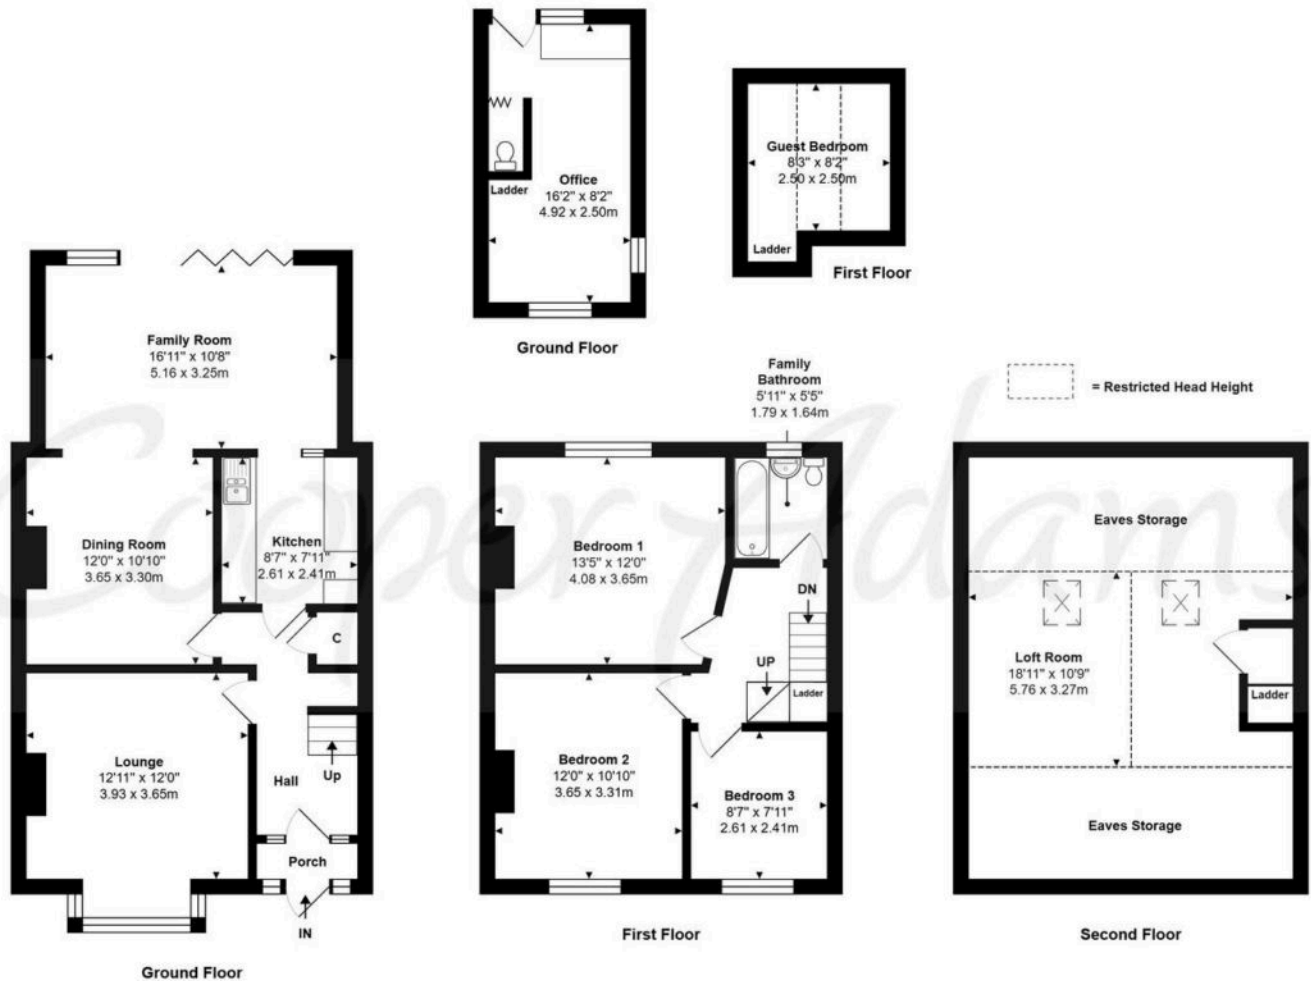 Office
16'2" x 8'2"
4.92 x 2.50m
Ladder
Ground Floor
Guest Bedroom
8'3" x 8'2"
2.50 x 2.50m
Ladder
First Floor
Family Room
16'11" x 10'8"
5.16 x 3.25m
Dining Room
12'0" x 10'10"
3.65 x 3.30m
Kitchen
8'7" x 7'11"
2.61 x 2.41m
C
Lounge
12'11" x 12'0"
3.93 x 3.65m
Hall
Up
Porch
IN
Ground Floor
Family
Bathroom
5'11" x 5'5"
1.79 x 1.64m
Bedroom 1
13'5" x 12'0"
4.08 x 3.65m
DN
UP
Ladder
Bedroom 2
12'0" x 10'10"
3.65 x 3.31m
Bedroom 3
8'7" x 7'11"
2.61 x 2.41m
First Floor
= Restricted Head Height
Eaves Storage
Loft Room
18'11" x 10'9"
5.76 x 3.27m
Ladder
Eaves Storage
Second Floor
Cooper Adams